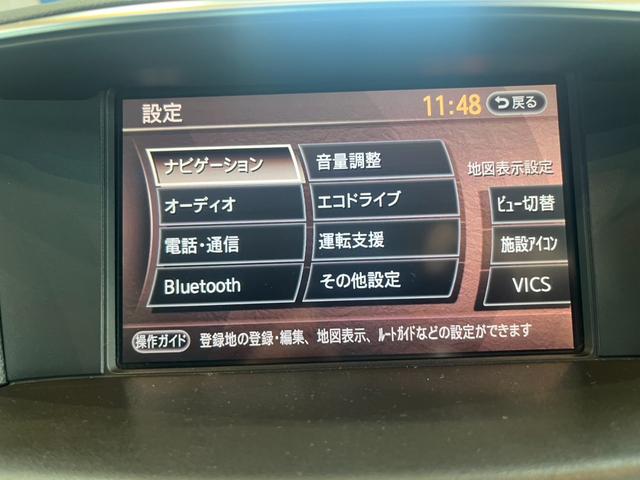 設定
11:48
戻る
ナビゲーション
音量調整
地図表示設定
オーディオ
エコドライブ
ビュー切替
電話・通信
運転支援
施設アイコン
Bluetooth
その他設定
VICS
操作ガイド 登録地の登録・編集、地図表示、ルートガイドなどの設定ができます